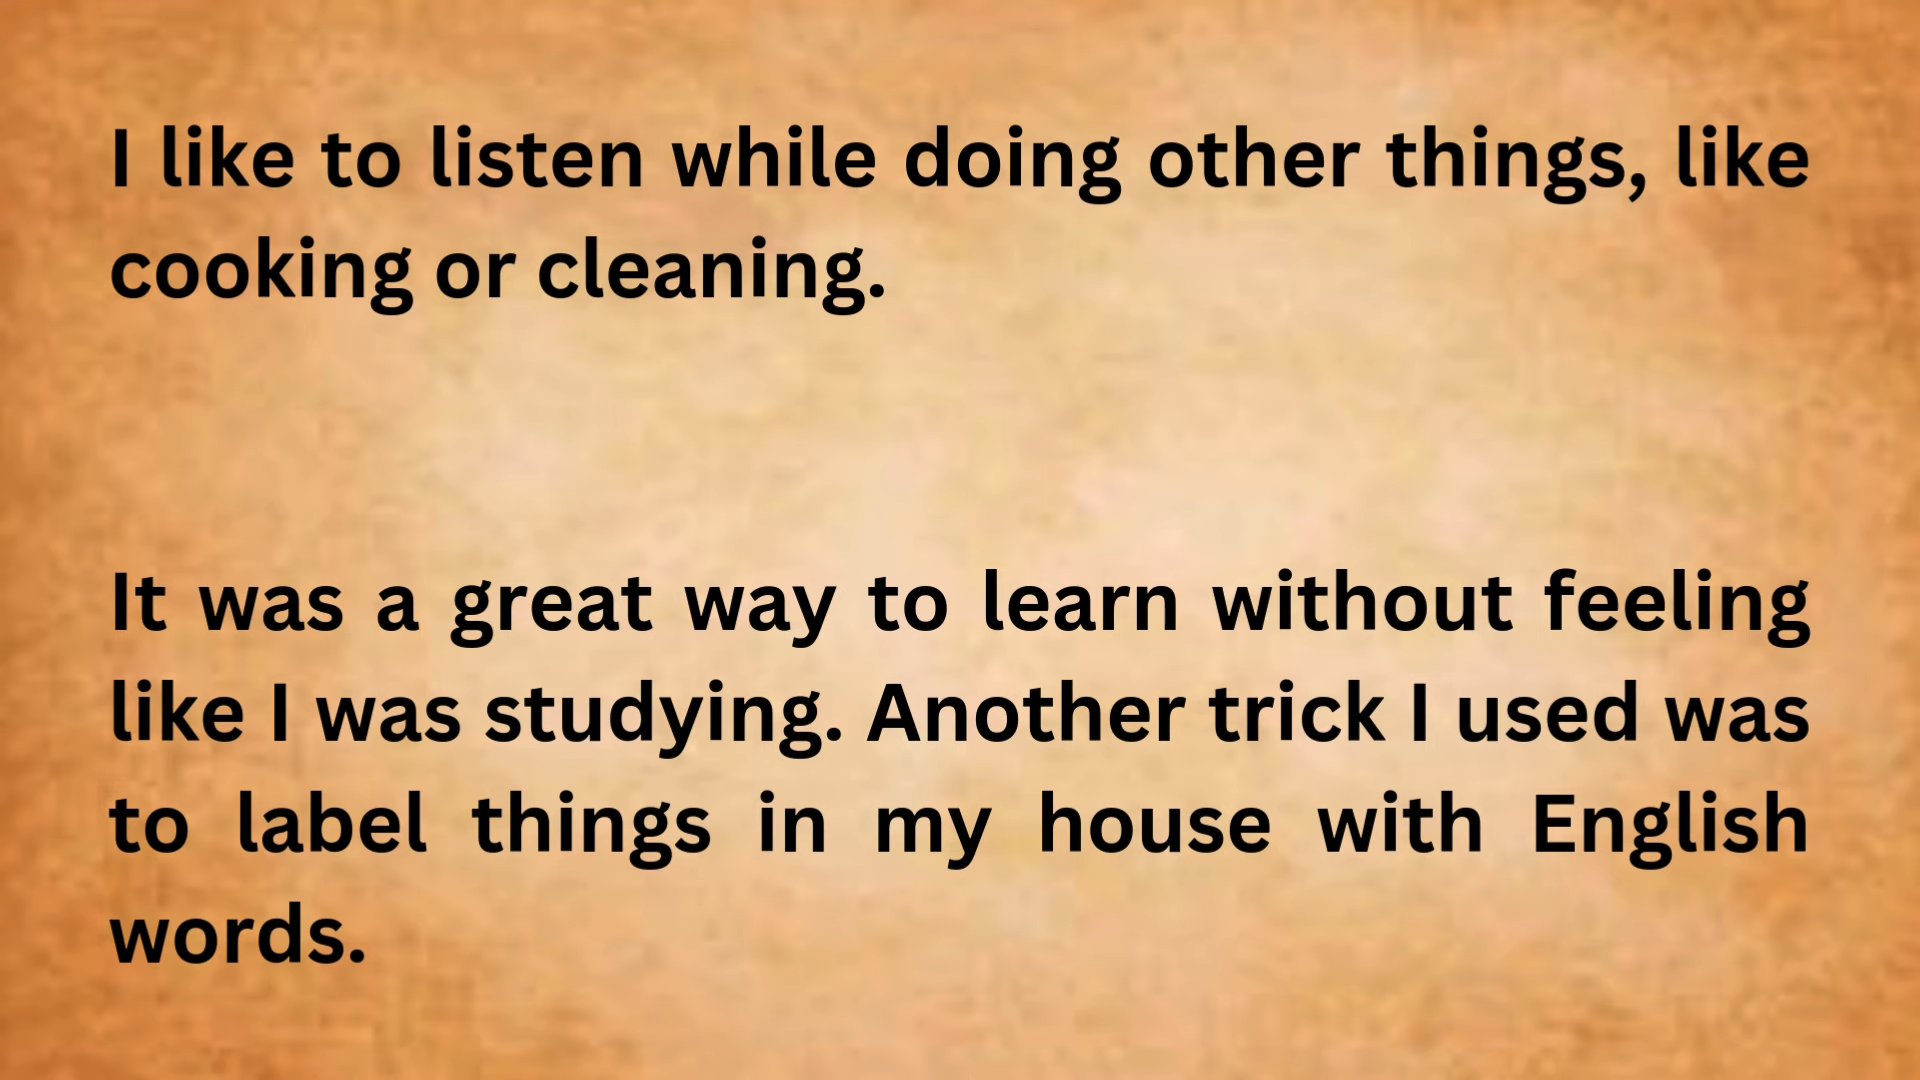 I like to listen while doing other things, like
cooking or cleaning.
It was a great way to learn without feeling
like I was studying. Another trick I used was
to label things in my house with English
words.